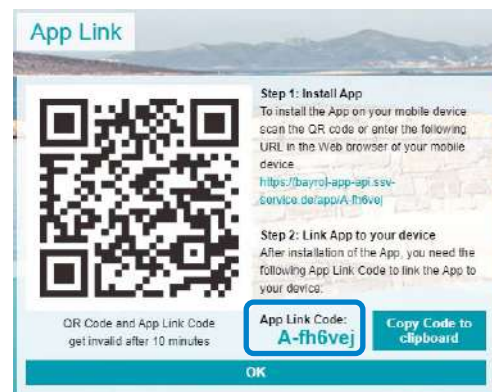 App Link
Step 1: Install App
To install the App on your mobile device
scan the QR code or enter the following
URL in the Web browser of your mobile
device
https://bayrol-app-api.ssv-
service.de/app/A-fh6vej
Step 2: Link App to your device
After installation of the App, you need the
following App Link Code to link the App to
your device:
QR Code and App Link Code
get invalid after 10 minutes
App Link Code:
A-fh6vej
Copy Code to
clipboard
OK